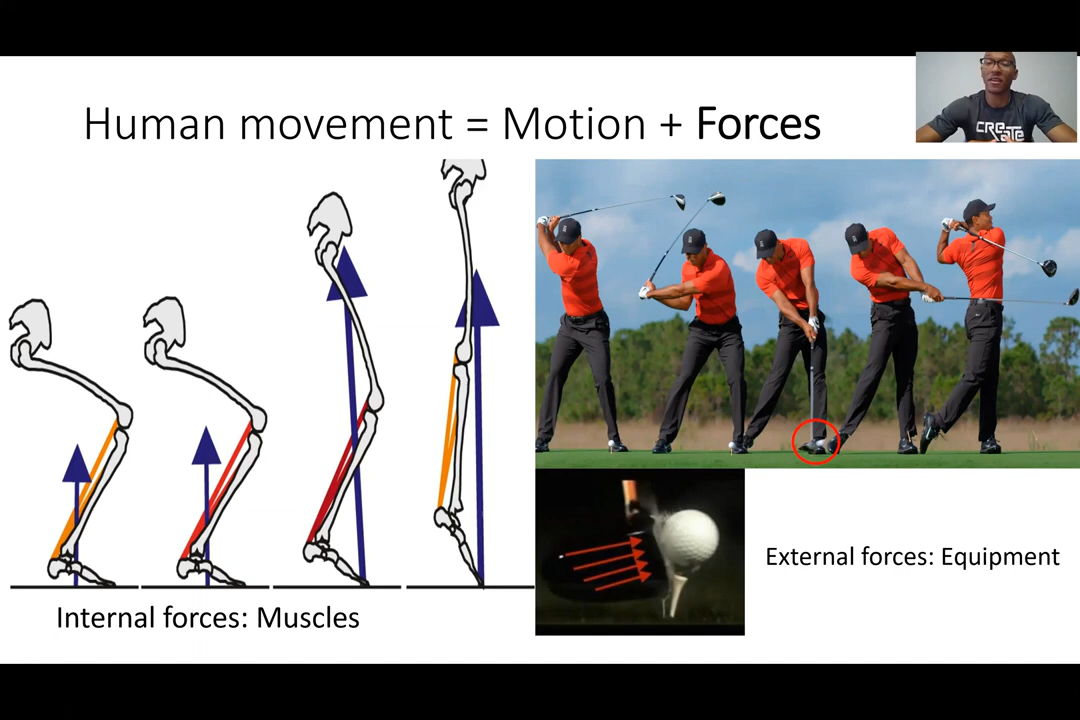 Human movement = Motion + Forces
CREATE
Internal forces: Muscles
External forces: Equipment